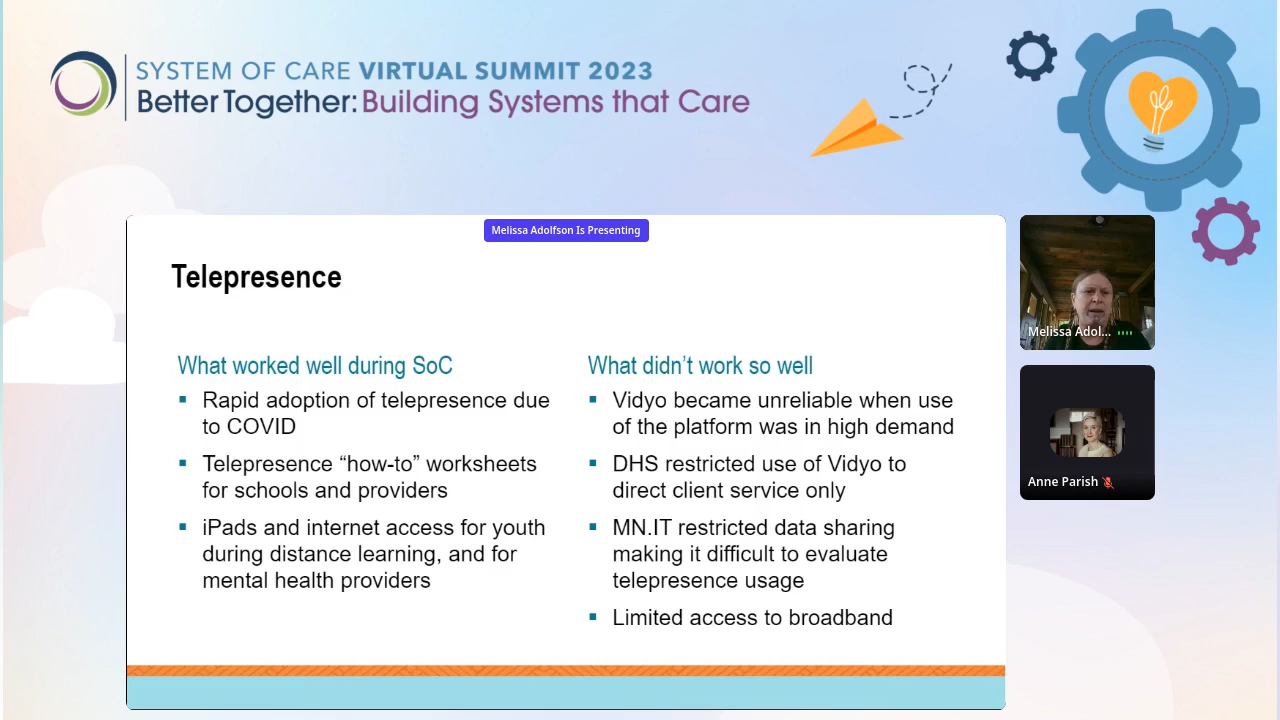 SYSTEM OF CARE VIRTUAL SUMMIT 2023
Better Together: Building Systems that Care
Melissa Adolfson Is Presenting
Telepresence
What worked well during SoC
▪ Rapid adoption of telepresence due
to COVID
▪ Telepresence “how-to” worksheets
for schools and providers
▪ iPads and internet access for youth
during distance learning, and for
mental health providers
What didn’t work so well
▪ Vidyo became unreliable when use
of the platform was in high demand
▪ DHS restricted use of Vidyo to
direct client service only
▪ MN.IT restricted data sharing
making it difficult to evaluate
telepresence usage
▪ Limited access to broadband
Melissa Adol...
Anne Parish